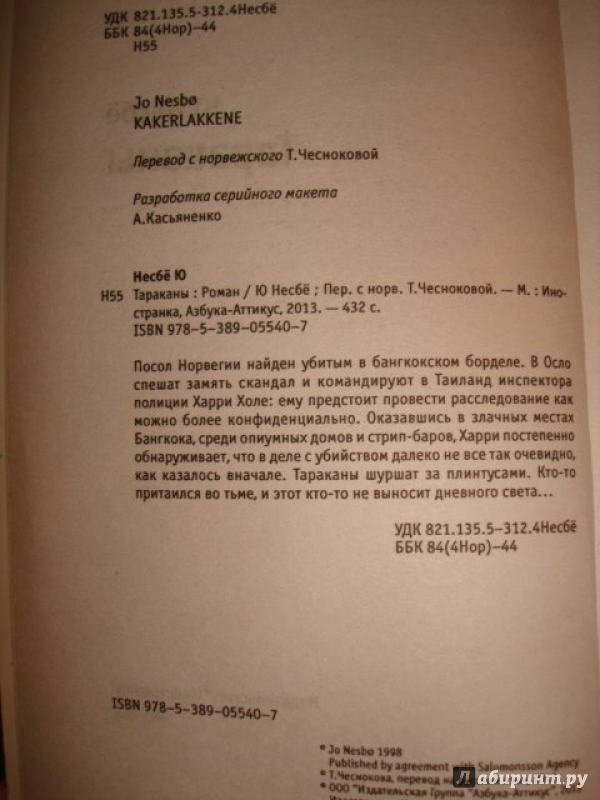 УДК 821.135.5-312.4Несбё
ББК 84(4Нор)-44
Н55
Jo Nesbø
KAKERLAKKENE
Перевод с норвежского Т.Чесноковой
Разработка серийного макета
А.Касьяненко
Несбё Ю
Н55 Тараканы : Роман / Ю Несбё ; Пер. с норв. Т.Чесноковой. — М. : Ино-
странка, Азбука-Аттикус, 2013. — 432 с.
ISBN 978-5-389-05540-7
Посол Норвегии найден убитым в бангкокском борделе. В Осло
спешат замять скандал и командируют в Таиланд инспектора
полиции Харри Холе: ему предстоит провести расследование как
можно более конфиденциально. Оказавшись в злачных местах
Бангкока, среди опиумных домов и стрип-баров, Харри постепенно
обнаруживает, что в деле с убийством далеко не все так очевидно,
как казалось вначале. Тараканы шуршат за плинтусами. Кто-то
притаился во тьме, и этот кто-то не выносит дневного света...
УДК 821.135.5-312.4Несбё
ББК 84(4Нор)-44
ISBN 978-5-389-05540-7
© Jo Nesbø 1998
Published by agreement with Salomonsson Agency
© Т.Чеснокова, перевод на
© ООО "Издательская Группа "Азбука-Аттикус",
Лабиринт.ру